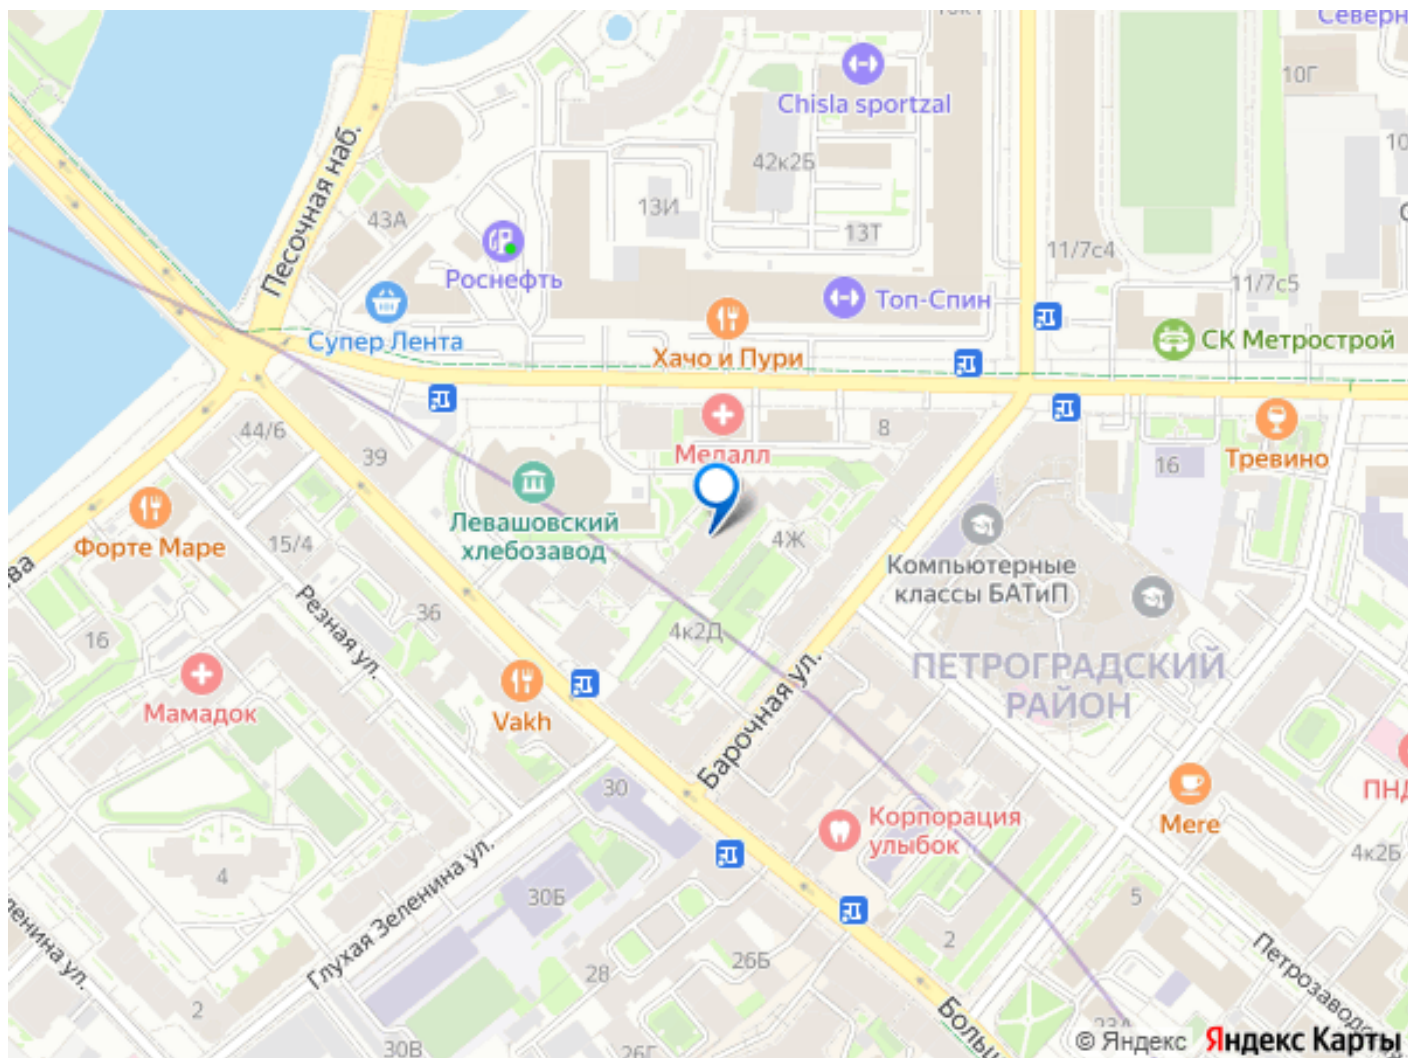 Северн
10Г
Chisla sportzal
42к2Б
Песочная наб.
43А
13И
13Т
11/7с4
11/7с5
Роснефть
Топ-Спин
Супер Лента
Хачо и Пури
СК Метрострой
44/6
39
8
16
Медалл
Тревино
Левашовский
хлебозавод
4Ж
Форте Маре
15/4
ва
Компьютерные
классы БАТиП
Резная ул.
36
16
4к2Д
ПЕТРОГРАДСКИЙ
РАЙОН
Мамадок
Vakh
Барочная ул.
30
ПНД
Mere
Корпорация
улыбок
4к2Б
4
30Б
5
Глухая Зеленина ул.
2
26Б
28
ленина ул.
2
Петрозаводс
Больш
23А
30В
26Г
© Яндекс
Яндекс Карты